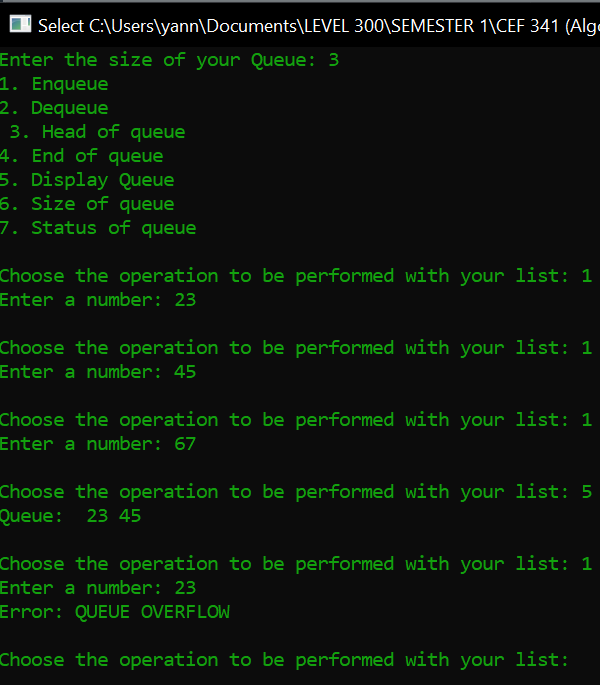 Select C:\Users\yann\Documents\LEVEL 300\SEMESTER 1\CEF 341 (Algo
Enter the size of your Queue: 3
1. Enqueue
2. Dequeue
3. Head of queue
4. End of queue
5. Display Queue
6. Size of queue
7. Status of queue
Choose the operation to be performed with your list: 1
Enter a number: 23
Choose the operation to be performed with your list: 1
Enter a number: 45
Choose the operation to be performed with your list: 1
Enter a number: 67
Choose the operation to be performed with your list: 5
Queue:  23 45
Choose the operation to be performed with your list: 1
Enter a number: 23
Error: QUEUE OVERFLOW
Choose the operation to be performed with your list: